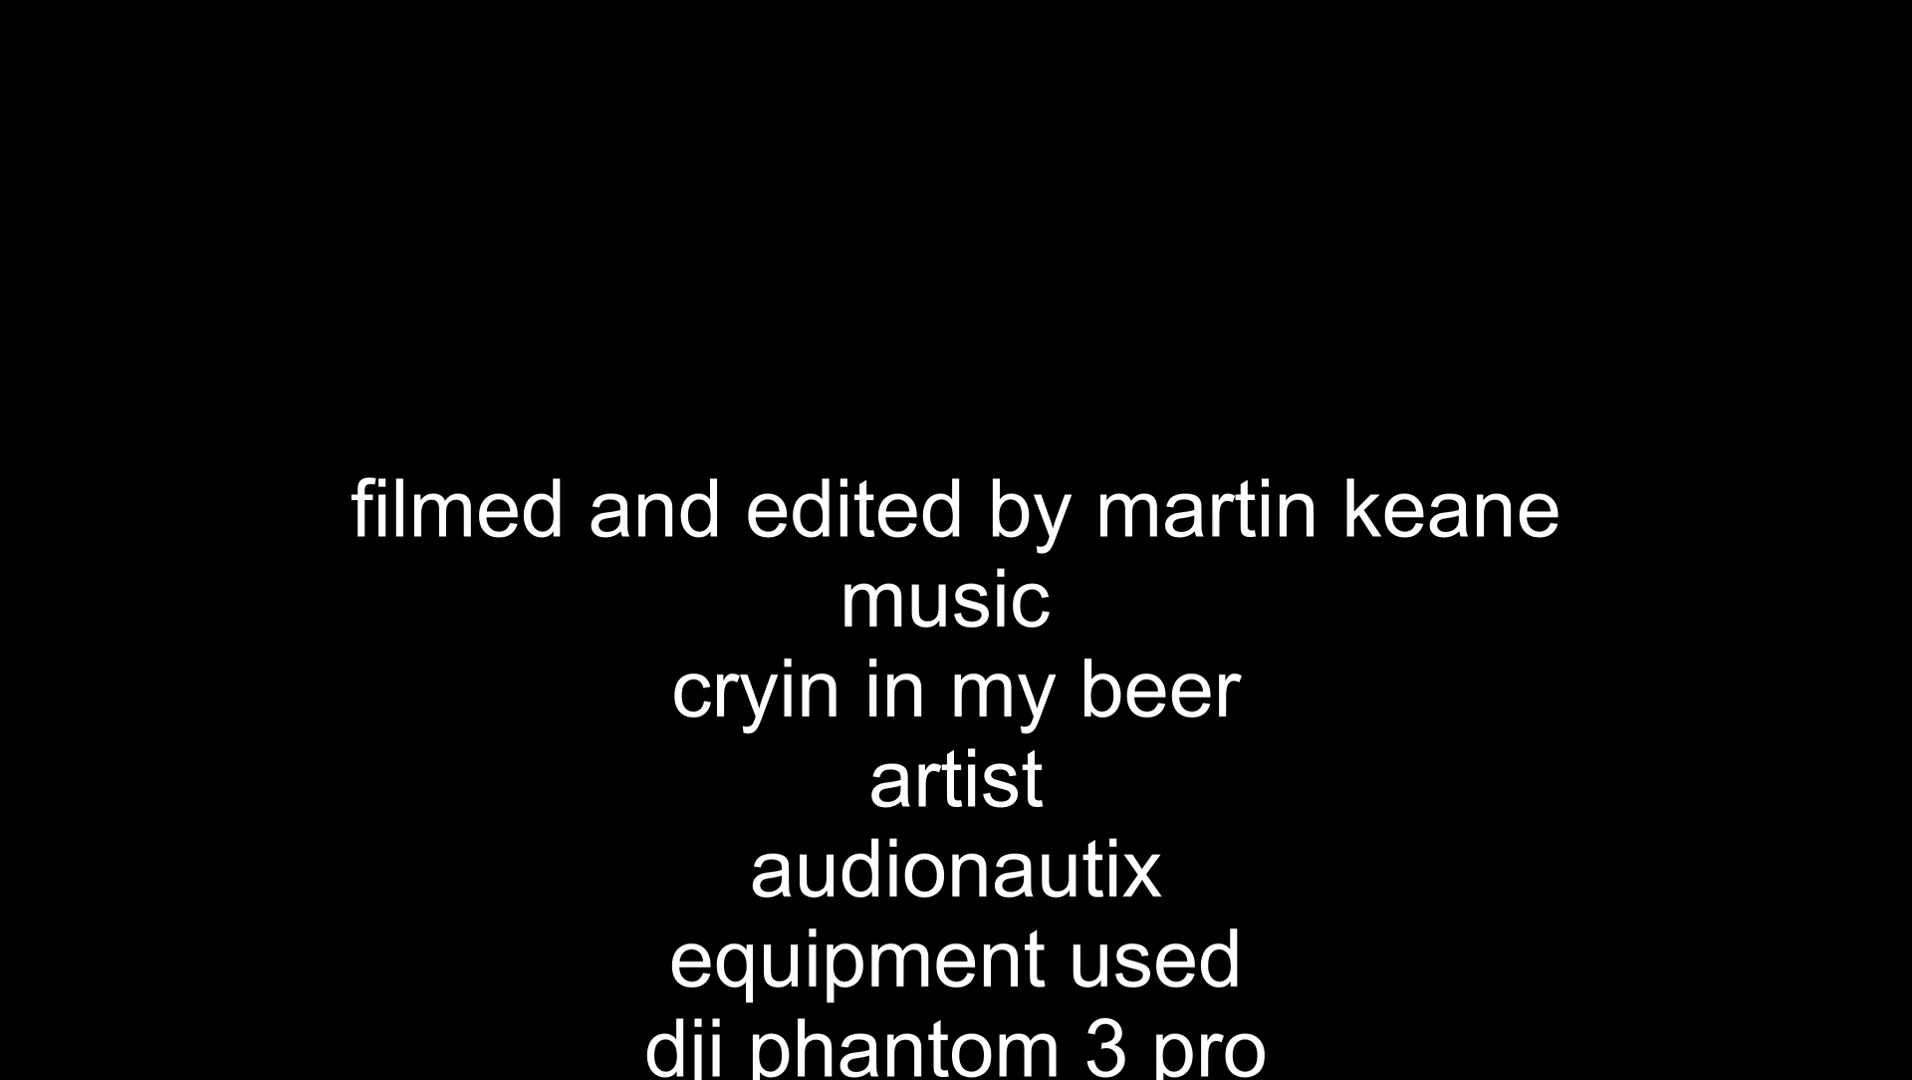 filmed and edited by martin keane
music
cryin in my beer
artist
audionautix
equipment used
dji phantom 3 pro